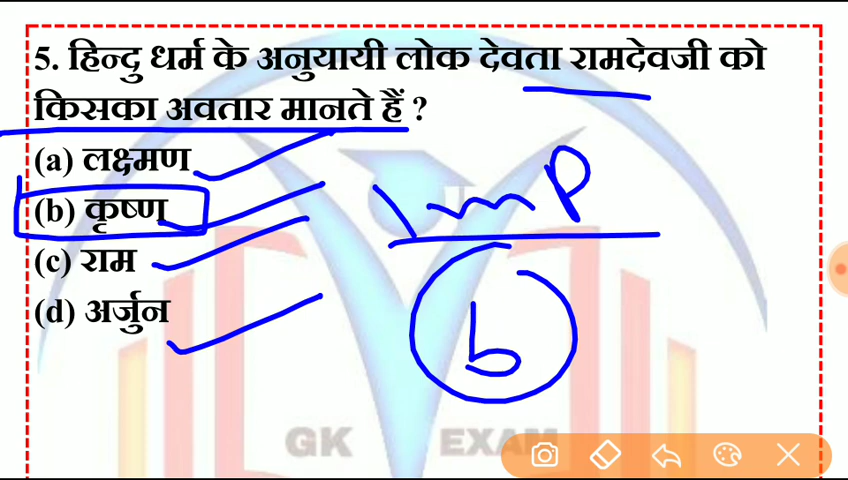 5. हिन्दु धर्म के अनुयायी लोक देवता रामदेवजी को
किसका अवतार मानते हैं ?
(a) लक्ष्मण
(b) कृष्ण
(c) राम
(d) अर्जुन
Imp
b
GK EXAM